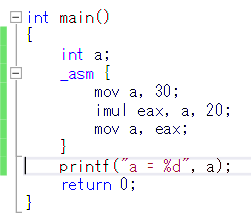 int main()
{
    int a;
    _asm {
        mov a, 30;
        imul eax, a, 20;
        mov a, eax;
    }
    printf("a = %d", a);
    return 0;
}